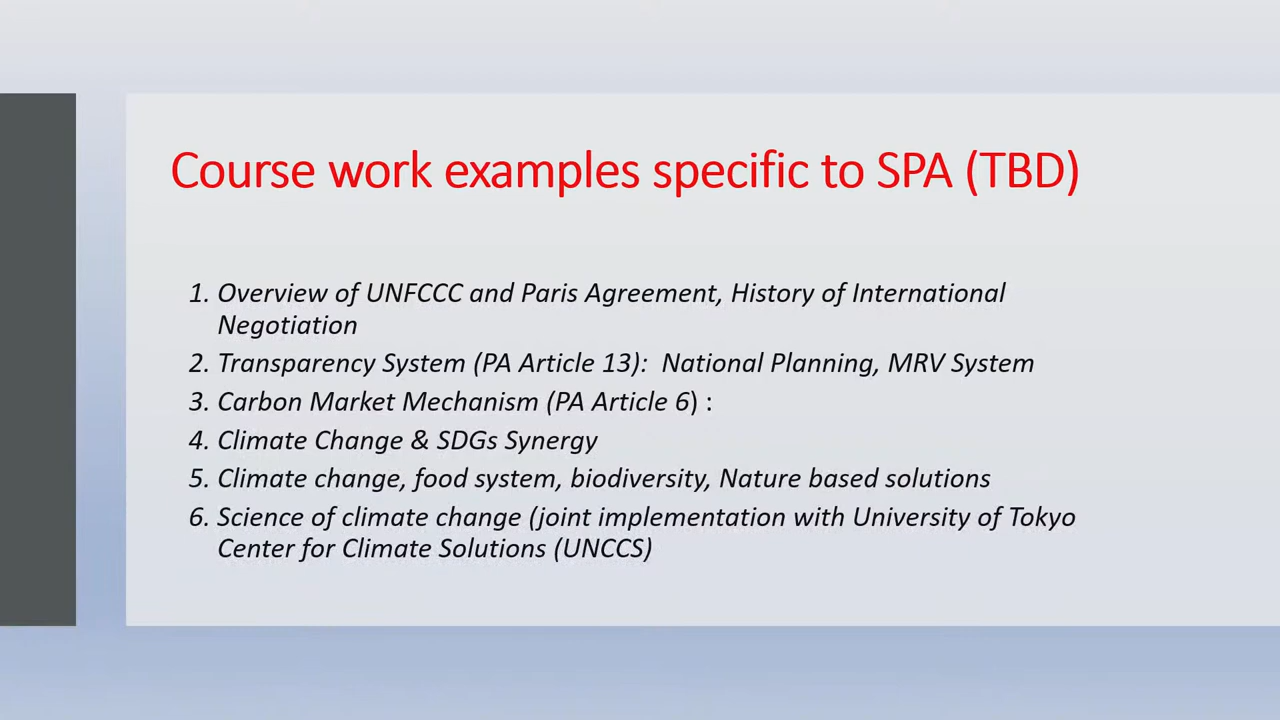 Course work examples specific to SPA (TBD)
1. Overview of UNFCCC and Paris Agreement, History of International
Negotiation
2. Transparency System (PA Article 13): National Planning, MRV System
3. Carbon Market Mechanism (PA Article 6) :
4. Climate Change & SDGs Synergy
5. Climate change, food system, biodiversity, Nature based solutions
6. Science of climate change (joint implementation with University of Tokyo
Center for Climate Solutions (UNCCS)